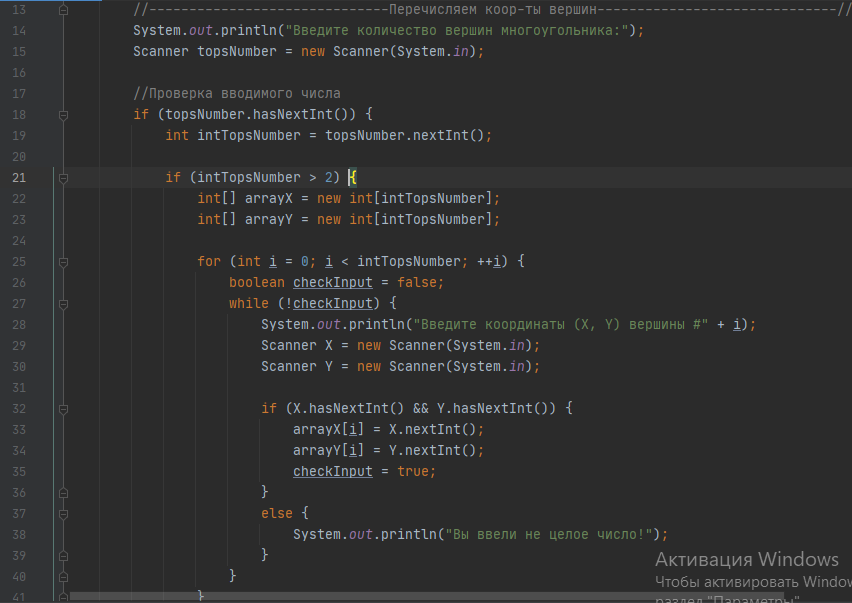 13 //------------------------------Перечисляем коор-ты вершин------------------------------//
14 System.out.println("Введите количество вершин многоугольника:");
15 Scanner topsNumber = new Scanner(System.in);
16
17 //Проверка вводимого числа
18 if (topsNumber.hasNextInt()) {
19 int intTopsNumber = topsNumber.nextInt();
20
21 if (intTopsNumber > 2) {
22 int[] arrayX = new int[intTopsNumber];
23 int[] arrayY = new int[intTopsNumber];
24
25 for (int i = 0; i < intTopsNumber; ++i) {
26 boolean checkInput = false;
27 while (!checkInput) {
28 System.out.println("Введите координаты (X, Y) вершины #" + i);
29 Scanner X = new Scanner(System.in);
30 Scanner Y = new Scanner(System.in);
31
32 if (X.hasNextInt() && Y.hasNextInt()) {
33 arrayX[i] = X.nextInt();
34 arrayY[i] = Y.nextInt();
35 checkInput = true;
36 }
37 else {
38 System.out.println("Вы ввели не целое число!");
39 }
40 }
41 }
Активация Windows
Чтобы активировать Window
раздел "Параметры"